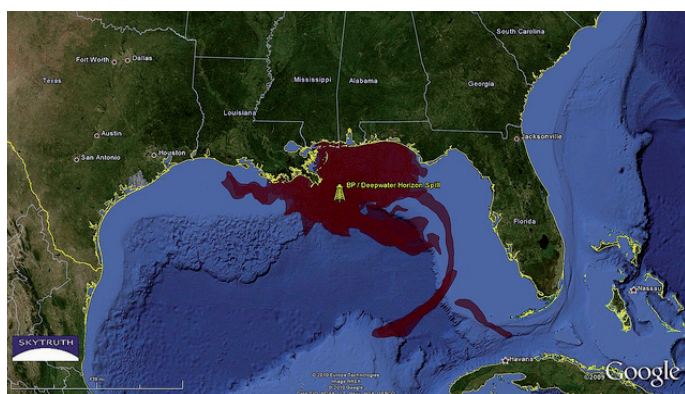 South Carolina
Fort Worth
Dallas
Mississippi
Alabama
Georgia
Texas
Louisiana
Austin
Jacksonville
San Antonio
Houston
BP / Deepwater Horizon Spill
Florida
Nassau
SKYTRUTH
Havana
Google